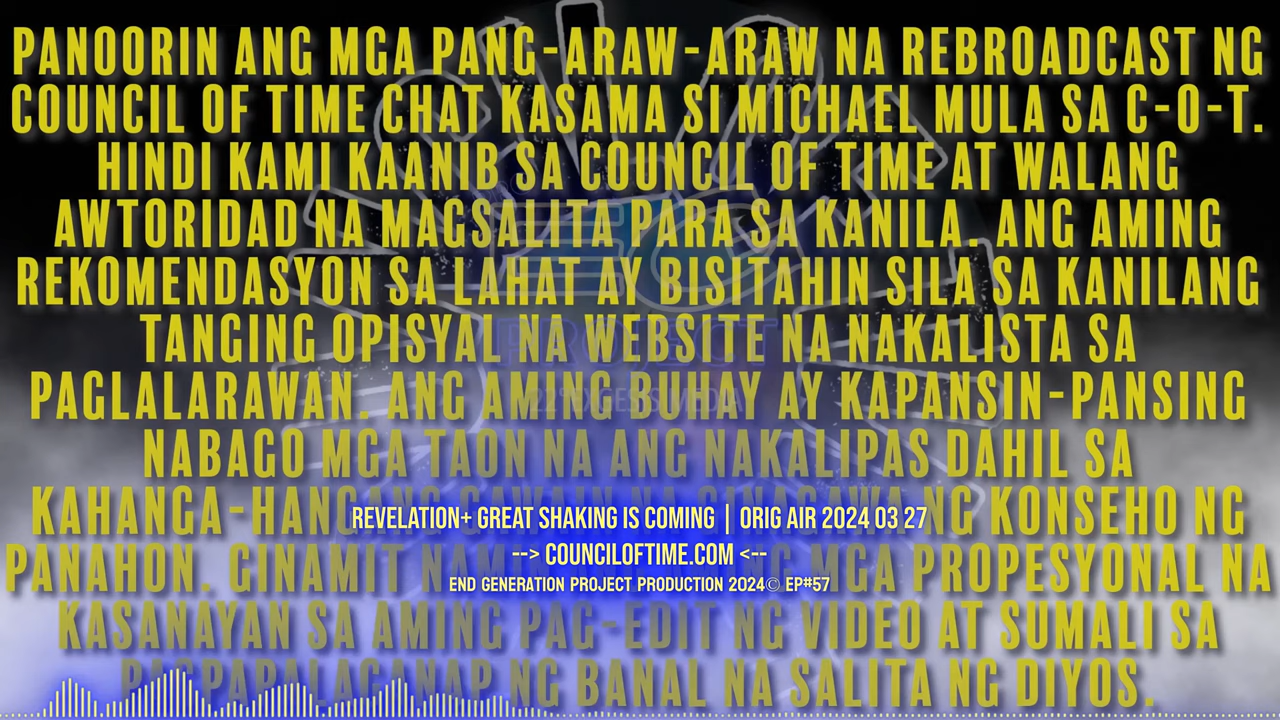 PANOORIN ANG MGA PANG-ARAW-ARAW NA REBROADCAST NG
COUNCIL OF TIME CHAT KASAMA SI MICHAEL MULA SA C-O-T.
HINDI KAMI KAANIB SA COUNCIL OF TIME AT WALANG
AWTORIDAD NA MAGSALITA PARA SA KANILA. ANG AMING
REKOMENDASYON SA LAHAT AY BISITAHIN SILA SA KANILANG
TANGING OPISYAL NA WEBSITE NA NAKALISTA SA
PAGLALARAWAN. ANG AMING BUHAY AY KAPANSIN-PANSING
NABAGO MGA TAON NA ANG NAKALIPAS DAHIL SA
KAHANGA-HANGANG GAWAIN NA GINAGAWA NG KONSEHO NG
PANAHON. GINAMIT MGA PROPESYONAL NA
KASANAYAN SA AMING PAG-EDIT NG VIDEO AT SUMALI SA
NG BANAL NA SALITA NG DIYOS.
REVELATION+ GREAT SHAKING IS COMING | ORIG AIR 2024 03 27
--> COUNCILOFTIME.COM <--
END GENERATION PROJECT PRODUCTION 2024© EP#57
PROJECT